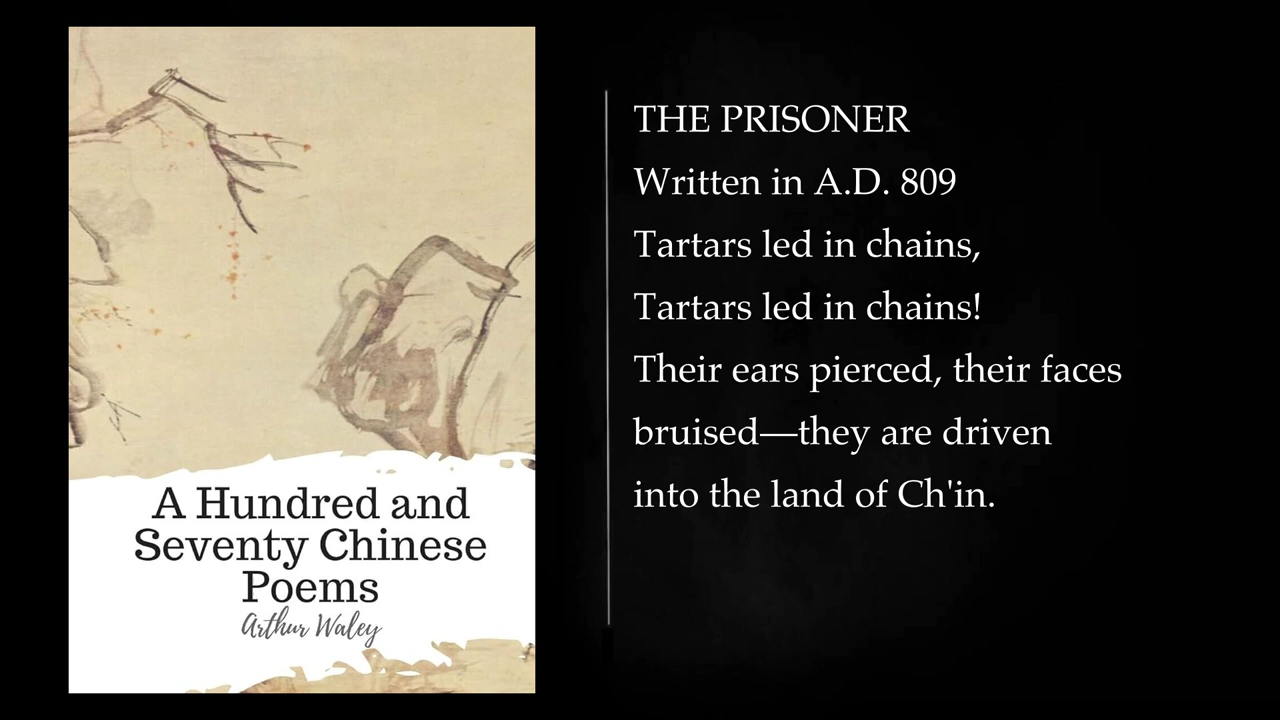 A Hundred and
Seventy Chinese
Poems
Arthur Waley
THE PRISONER
Written in A.D. 809
Tartars led in chains,
Tartars led in chains!
Their ears pierced, their faces
bruised—they are driven
into the land of Ch'in.